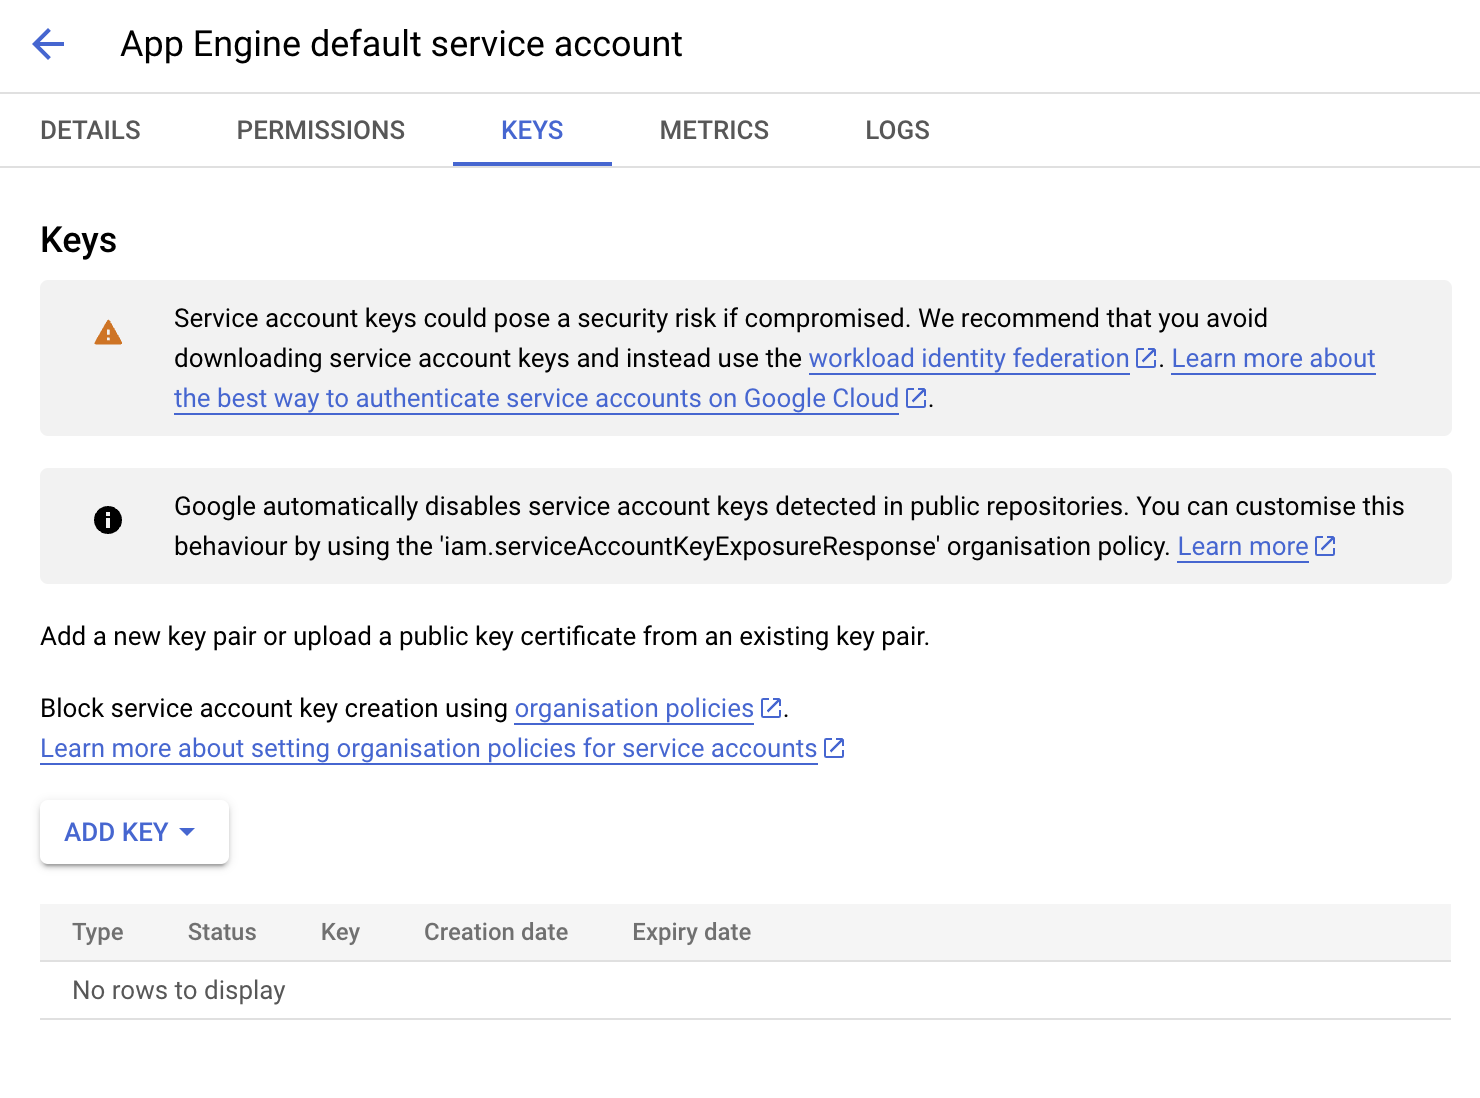 App Engine default service account
DETAILS PERMISSIONS KEYS METRICS LOGS
Keys
Service account keys could pose a security risk if compromised. We recommend that you avoid
downloading service account keys and instead use the workload identity federation. Learn more about
the best way to authenticate service accounts on Google Cloud.
Google automatically disables service account keys detected in public repositories. You can customise this
behaviour by using the 'iam.serviceAccountKeyExposureResponse' organisation policy. Learn more
Add a new key pair or upload a public key certificate from an existing key pair.
Block service account key creation using organisation policies.
Learn more about setting organisation policies for service accounts
ADD KEY
Type Status Key Creation date Expiry date
No rows to display